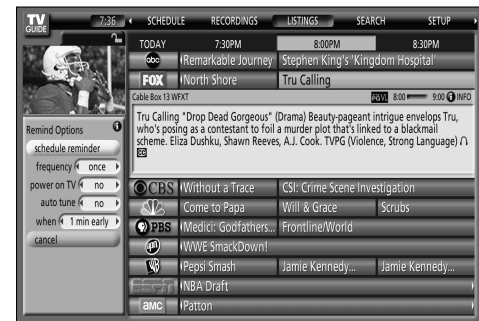 TV GUIDE 7:36 SCHEDULE RECORDINGS LISTINGS SEARCH SETUP
TODAY 7:30PM 8:00PM 8:30PM
abc Remarkable Journey Stephen King's 'Kingdom Hospital'
FOX North Shore Tru Calling
Cable Box 13 WFXT 8:00 9:00 INFO
Tru Calling "Drop Dead Gorgeous" (Drama) Beauty-pageant intrigue envelops Tru,
who's posing as a contestant to foil a murder plot that's linked to a blackmail
scheme. Eliza Dushku, Shawn Reeves, A.J. Cook. TVPG (Violence, Strong Language)
CC
Remind Options
schedule reminder
frequency once
power on TV no
auto tune no
when 1 min early
cancel
CBS Without a Trace CSI: Crime Scene Investigation
Come to Papa Will & Grace Scrubs
PBS Medici: Godfathers... Frontline/World
upn WWE SmackDown!
WB Pepsi Smash Jamie Kennedy... Jamie Kennedy...
ESPN NBA Draft
amc Patton